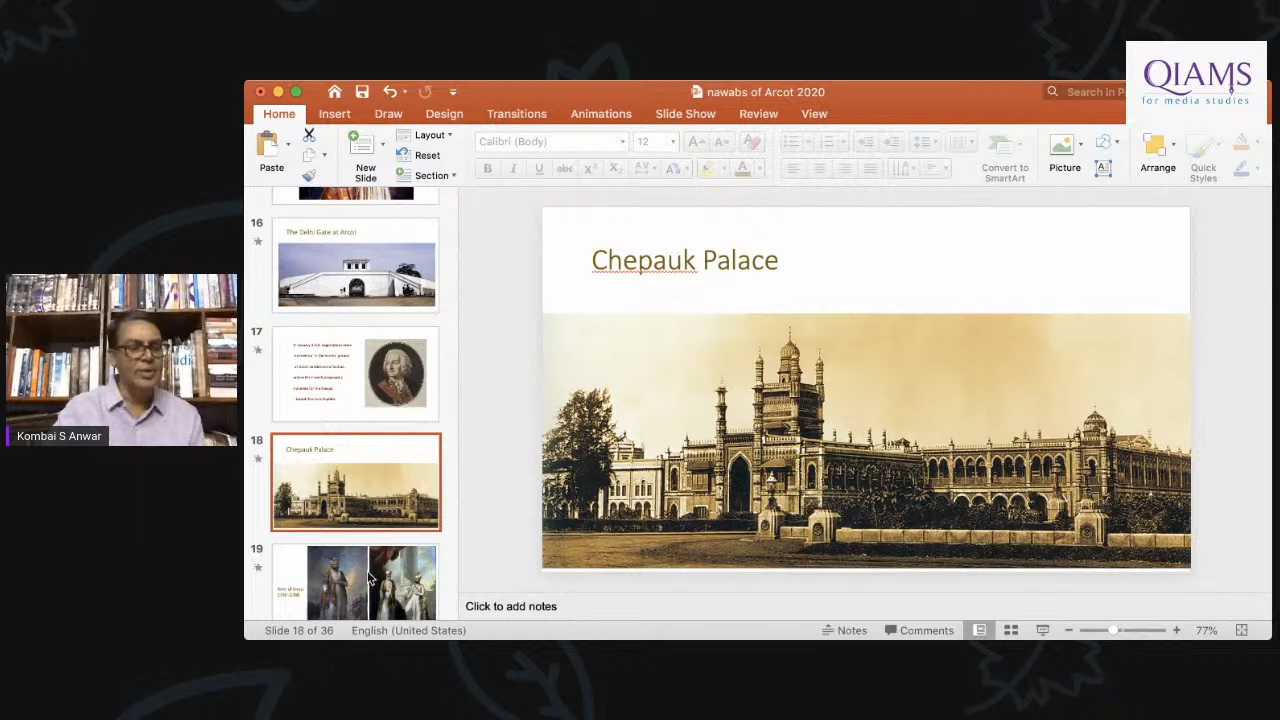 QIAMS
for media studies
nawabs of Arcot 2020
Search in
Home Insert Draw Design Transitions Animations Slide Show Review View
Paste
New
Slide
Layout
Reset
Section
Calibri (Body) 12
Convert to
SmartArt
Picture
Arrange
Quick
Styles
16
The Delhi Gate at Arcot
17
18
Chepauk Palace
19
Chepauk Palace
Kombai S Anwar
Click to add notes
Slide 18 of 36 English (United States) Notes Comments 77%